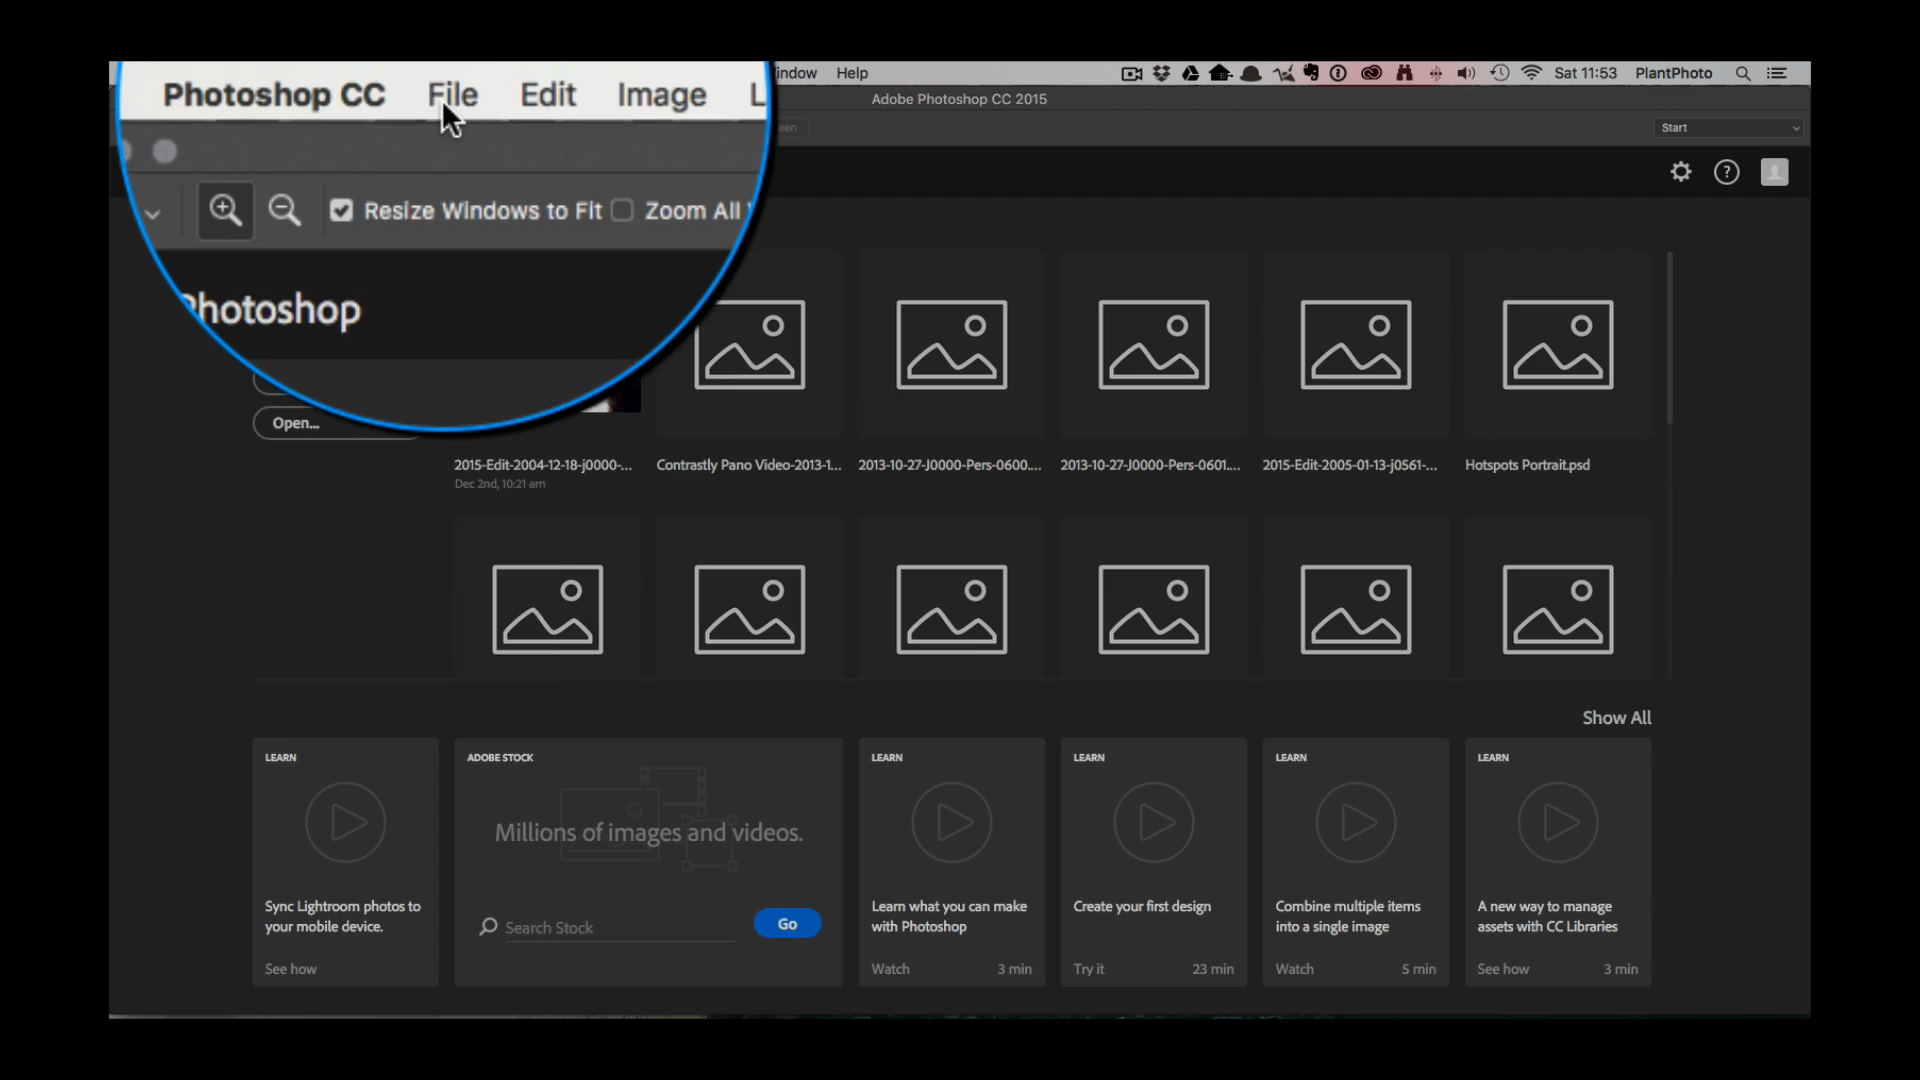 Photoshop CC File Edit Image
Help
Sat 11:53 PlantPhoto
Adobe Photoshop CC 2015
Start
Resize Windows to Fit Zoom All
Photoshop
Open...
2015-Edit-2004-12-18-j0000-...
Dec 2nd, 10:21 am
Contrastly Pano Video-2013-1...
2013-10-27-J0000-Pers-0600....
2013-10-27-J0000-Pers-0601....
2015-Edit-2005-01-13-j0561-...
Hotspots Portrait.psd
Show All
LEARN
Sync Lightroom photos to
your mobile device.
See how
ADOBE STOCK
Millions of images and videos.
Search Stock
Go
LEARN
Learn what you can make
with Photoshop
Watch 3 min
LEARN
Create your first design
Try it 23 min
LEARN
Combine multiple items
into a single image
Watch 5 min
LEARN
A new way to manage
assets with CC Libraries
See how 3 min